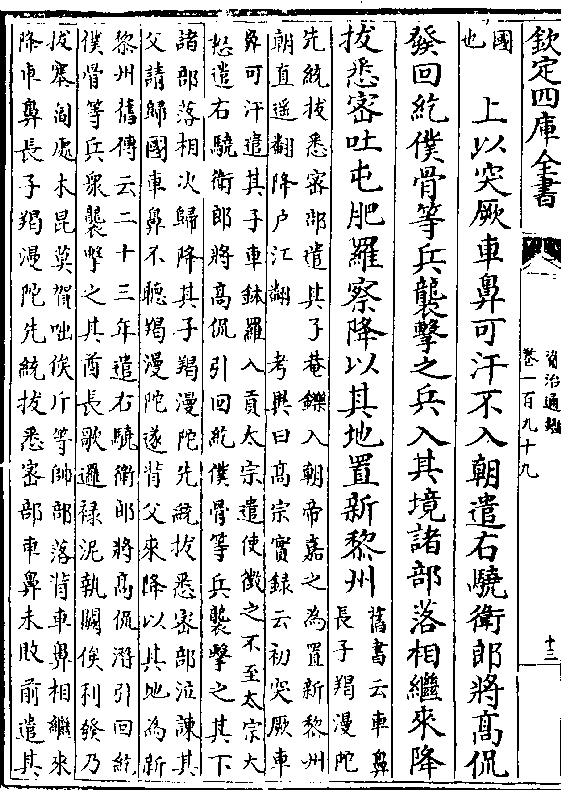 欽定四庫全書
資治通鑑
卷一百九十九
十三
國
也
上以突厥車鼻可汗不入朝遣右驍衛郎將高侃
發回紇僕骨等兵襲擊之兵入其境諸部落相繼來降
拔悉密吐屯肥羅察降以其地置新黎州
舊書云車鼻
長子羯漫陀
先統拔悉密部遣其子菴鑠入朝帝嘉之為置新黎州
朝直遥翻降户江翻 考異曰髙宗實録云初突厥車
鼻可汗遣其子車鉢羅入貢太宗遣使徵之不至太宗大
怒遣右驍衛郎將高侃引回紇僕骨等兵襲擊之其下
諸部落相次歸降其子羯漫陀先統拔悉密部泣諫其
父請歸國車鼻不聽羯漫陀遂背父來降以其地為新
黎州舊傳云二十三年遣右驍衛郎將高侃潛引回紇
僕骨等兵衆襲擊之其酋長歌邏禄泥孰闕俟利發乃
拔塞匐處木昆莫賀咄俟斤等帥部落背車鼻相繼來
降車鼻長子羯漫陀先統拔悉密部車鼻未敗前遣其